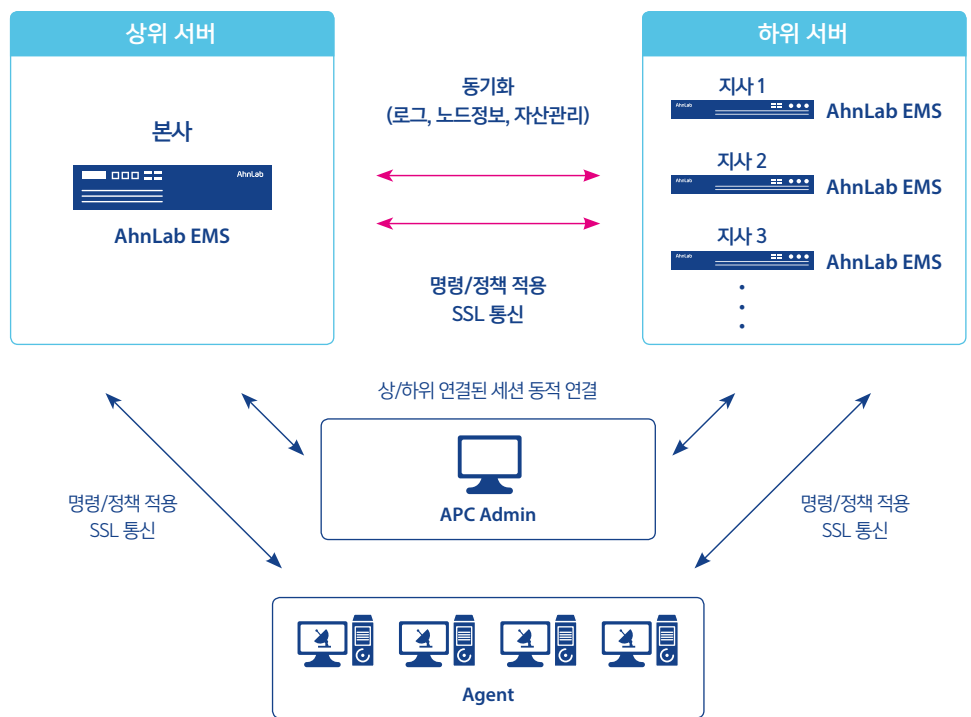 상위 서버
본사
AhnLab
AhnLab EMS
동기화
(로그, 노드정보, 자산관리)
명령/정책 적용
SSL 통신
하위 서버
지사 1
AhnLab
AhnLab EMS
지사 2
AhnLab
AhnLab EMS
지사 3
AhnLab
AhnLab EMS
상/하위 연결된 세션 동적 연결
APC Admin
명령/정책 적용
SSL 통신
명령/정책 적용
SSL 통신
Agent